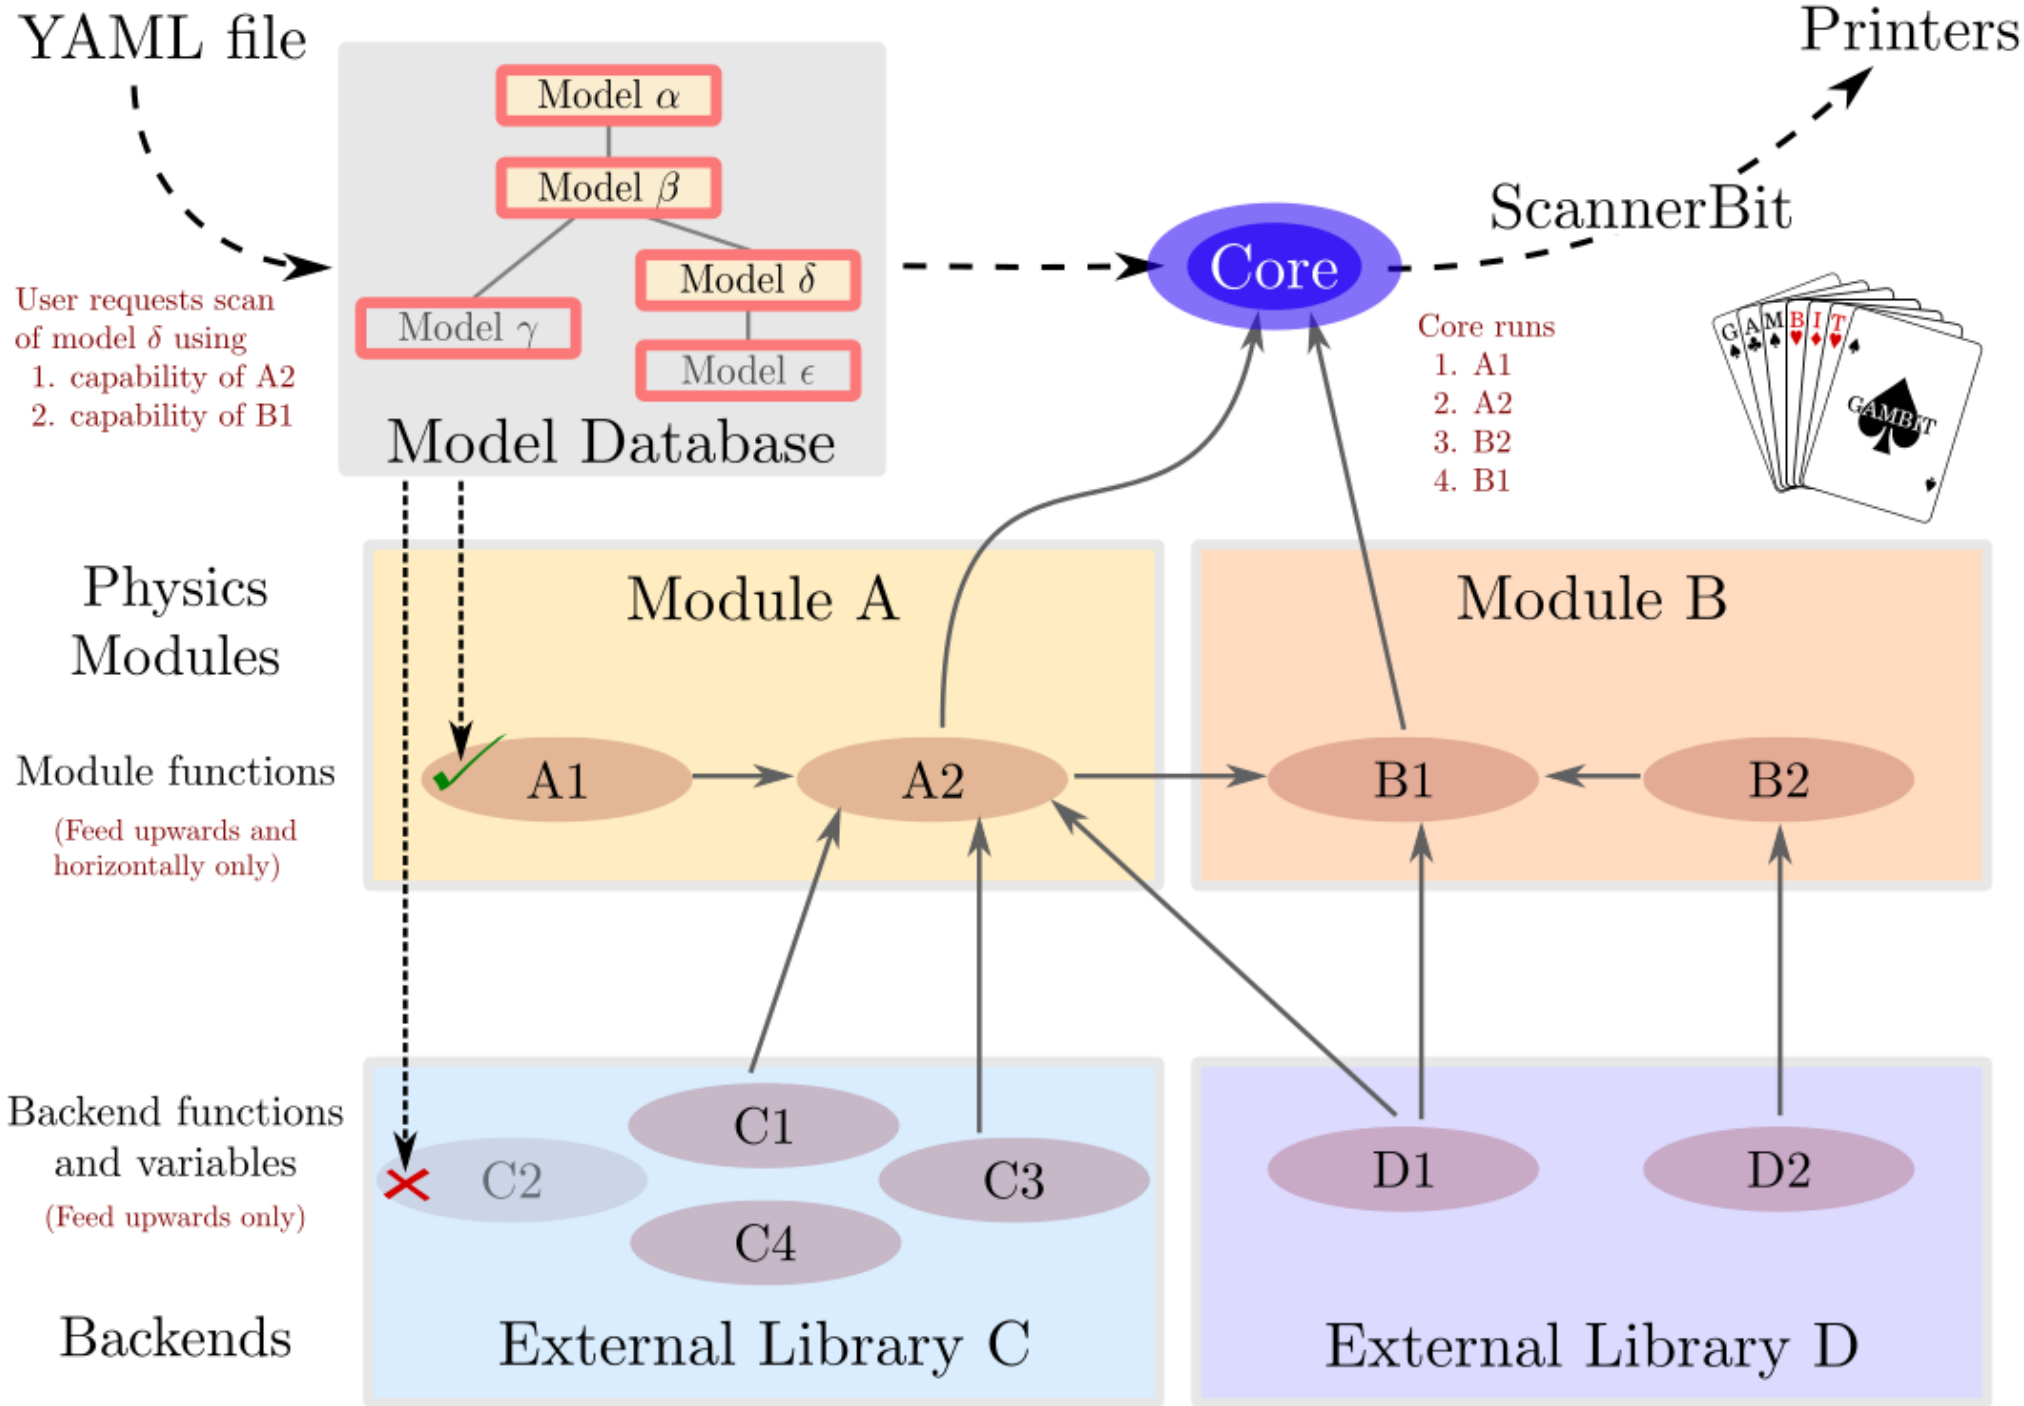 YAML file
Printers
Model α
Model β
Model δ
Model γ
Model ϵ
Model Database
User requests scan
of model δ using
1. capability of A2
2. capability of B1
Core
ScannerBit
Core runs
1. A1
2. A2
3. B2
4. B1
G A M B I T
GAMBIT
Physics
Modules
Module A
Module B
Module functions
(Feed upwards and
horizontally only)
A1
A2
B1
B2
Backend functions
and variables
(Feed upwards only)
C1
C2
C3
C4
D1
D2
Backends
External Library C
External Library D